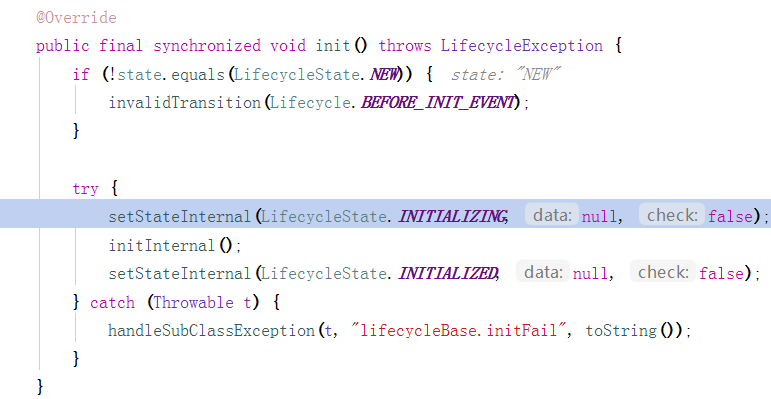 @Override
public final synchronized void init() throws LifecycleException {
if (!state.equals(LifecycleState.NEW)) { state: "NEW"
invalidTransition(Lifecycle.BEFORE_INIT_EVENT);
}
try {
setStateInternal(LifecycleState.INITIALIZING, data: null, check: false);
initInternal();
setStateInternal(LifecycleState.INITIALIZED, data: null, check: false);
} catch (Throwable t) {
handleSubClassException(t, "lifecycleBase.initFail", toString());
}
}